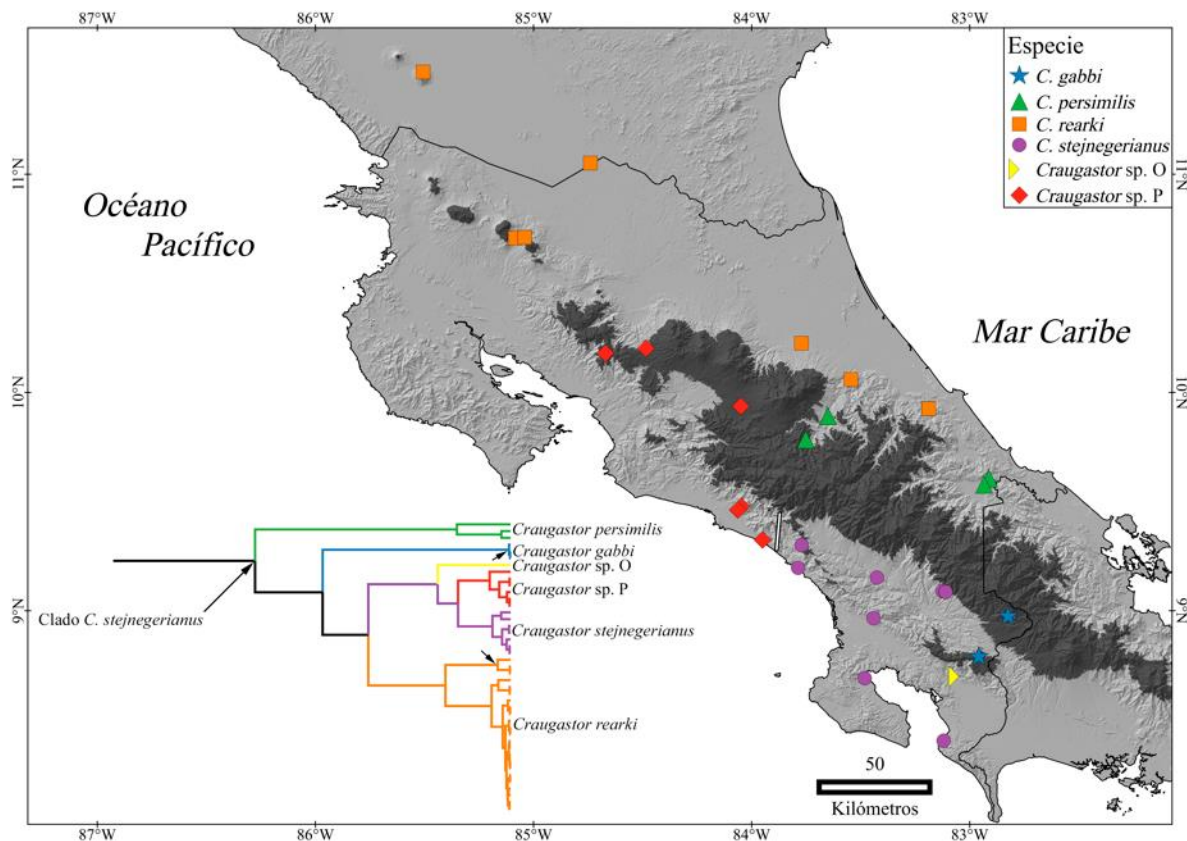 87°W 86°W 85°W 84°W 83°W
Especie
C. gabbi
C. persimilis
C. rearki
C. stejnegerianus
Craugastor sp. O
Craugastor sp. P
11°N
11°N
Océano
Pacífico
Mar Caribe
10°N
10°N
Craugastor persimilis
Craugastor gabbi
Craugastor sp. O
Craugastor sp. P
Clado C. stejnegerianus
Craugastor stejnegerianus
Craugastor rearki
9°N
9°N
50
Kilómetros
87°W 86°W 85°W 84°W 83°W